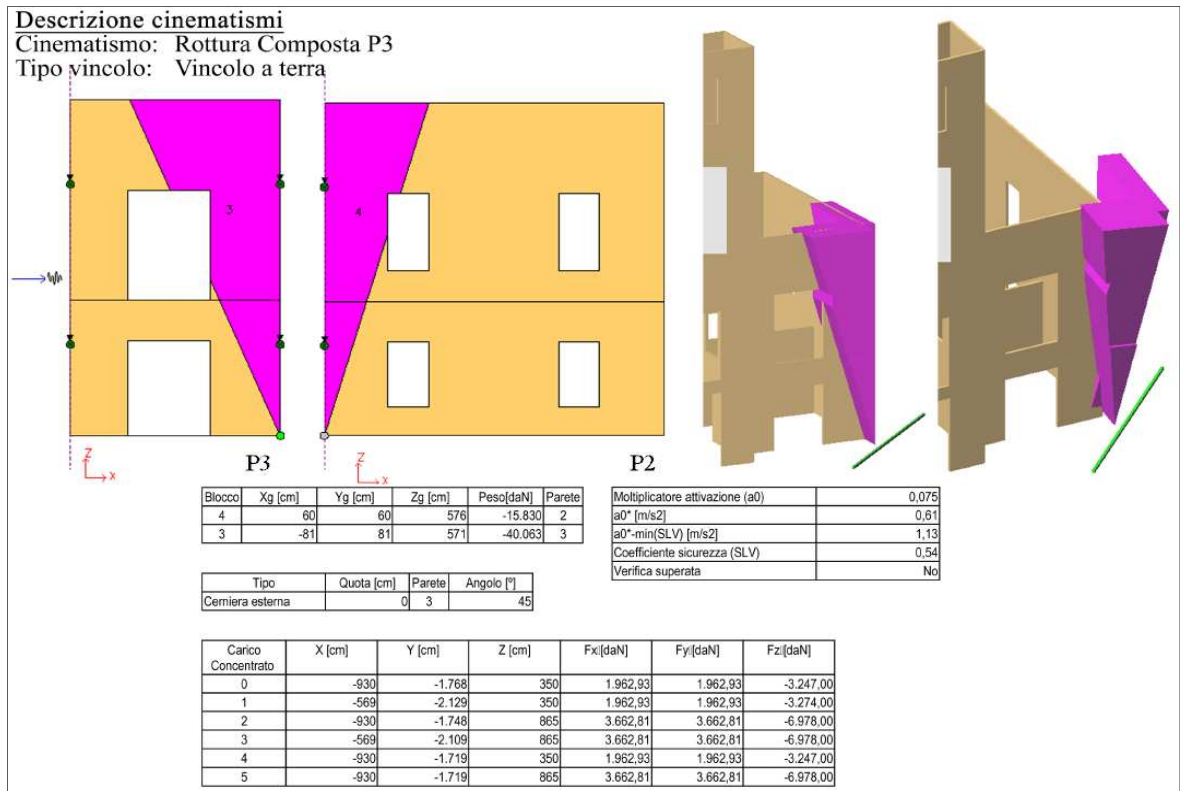 Descrizione cinematismi
Cinematismo: Rottura Composta P3
Tipo vincolo: Vincolo a terra
3
4
Z
X
P3
Z
X
P2
Blocco Xg [cm] Yg [cm] Zg [cm] Peso[daN] Parete
4 60 60 576 -15.830 2
3 -81 81 571 -40.063 3
Moltiplicatore attivazione (a0) 0,075
a0* [m/s2] 0,61
a0*-min(SLV) [m/s2] 1,13
Coefficiente sicurezza (SLV) 0,54
Verifica superata No
Tipo Quota [cm] Parete Angolo [º]
Cerniera esterna 0 3 45
Carico Concentrato X [cm] Y [cm] Z [cm] Fx [daN] Fy [daN] Fz [daN]
0 -930 -1.768 350 1.962,93 1.962,93 -3.247,00
1 -569 -2.129 350 1.962,93 1.962,93 -3.274,00
2 -930 -1.748 865 3.662,81 3.662,81 -6.978,00
3 -569 -2.109 865 3.662,81 3.662,81 -6.978,00
4 -930 -1.719 350 1.962,93 1.962,93 -3.247,00
5 -930 -1.719 865 3.662,81 3.662,81 -6.978,00